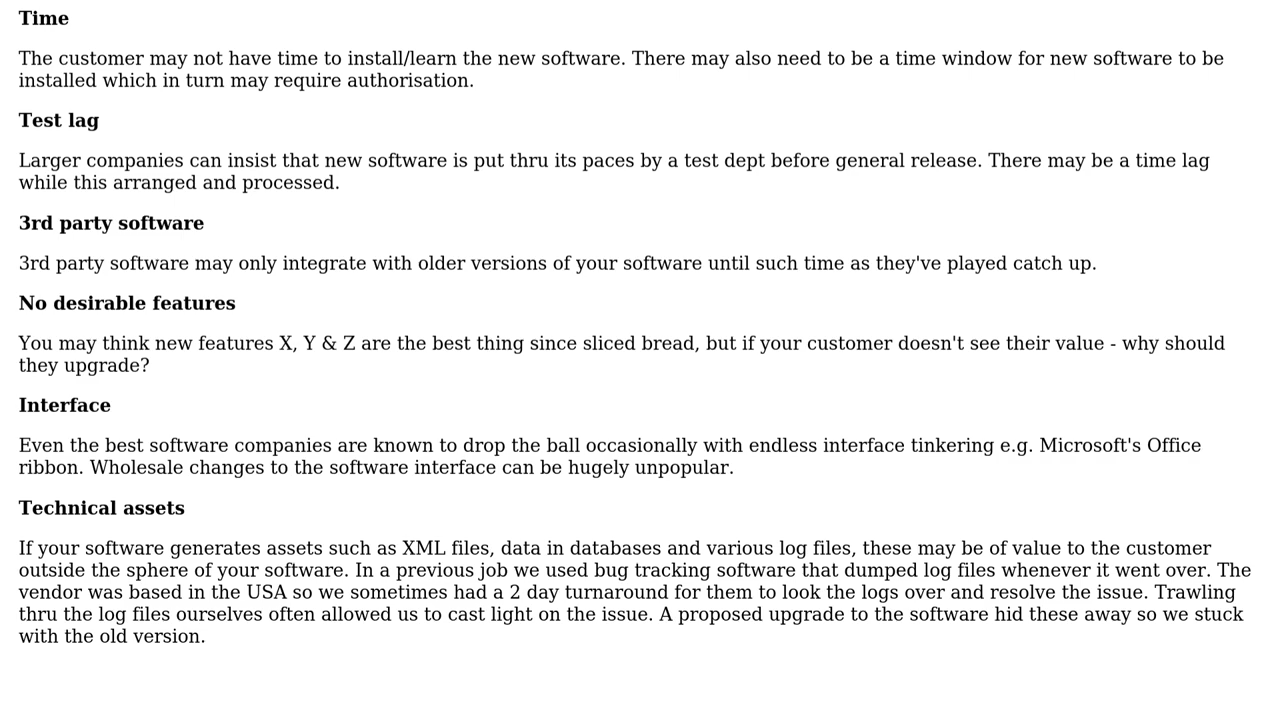 Time
The customer may not have time to install/learn the new software. There may also need to be a time window for new software to be
installed which in turn may require authorisation.
Test lag
Larger companies can insist that new software is put thru its paces by a test dept before general release. There may be a time lag
while this arranged and processed.
3rd party software
3rd party software may only integrate with older versions of your software until such time as they've played catch up.
No desirable features
You may think new features X, Y & Z are the best thing since sliced bread, but if your customer doesn't see their value - why should
they upgrade?
Interface
Even the best software companies are known to drop the ball occasionally with endless interface tinkering e.g. Microsoft's Office
ribbon. Wholesale changes to the software interface can be hugely unpopular.
Technical assets
If your software generates assets such as XML files, data in databases and various log files, these may be of value to the customer
outside the sphere of your software. In a previous job we used bug tracking software that dumped log files whenever it went over. The
vendor was based in the USA so we sometimes had a 2 day turnaround for them to look the logs over and resolve the issue. Trawling
thru the log files ourselves often allowed us to cast light on the issue. A proposed upgrade to the software hid these away so we stuck
with the old version.